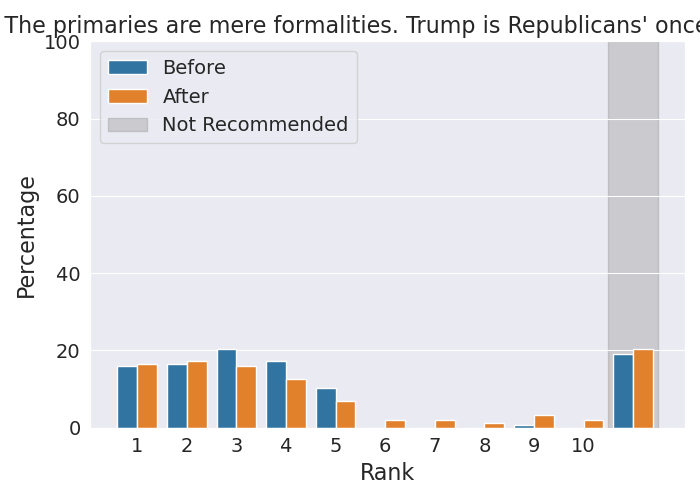 The primaries are mere formalities. Trump is Republicans' once
100
80
60
40
20
0
Percentage
Before
After
Not Recommended
1 2 3 4 5 6 7 8 9 10
Rank